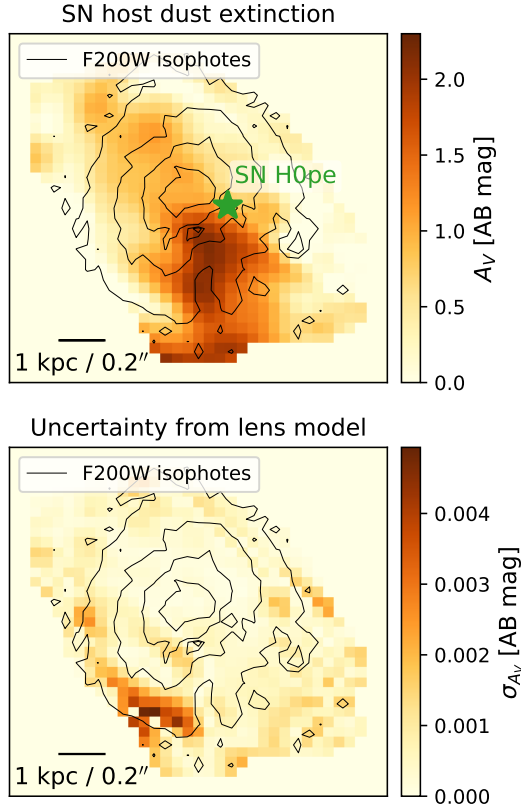 SN host dust extinction
F200W isophotes
SN H0pe
1 kpc / 0.2″
2.0
1.5
1.0
0.5
0.0
A_V [AB mag]
Uncertainty from lens model
F200W isophotes
1 kpc / 0.2″
0.004
0.003
0.002
0.001
0.000
σ_{A_V} [AB mag]